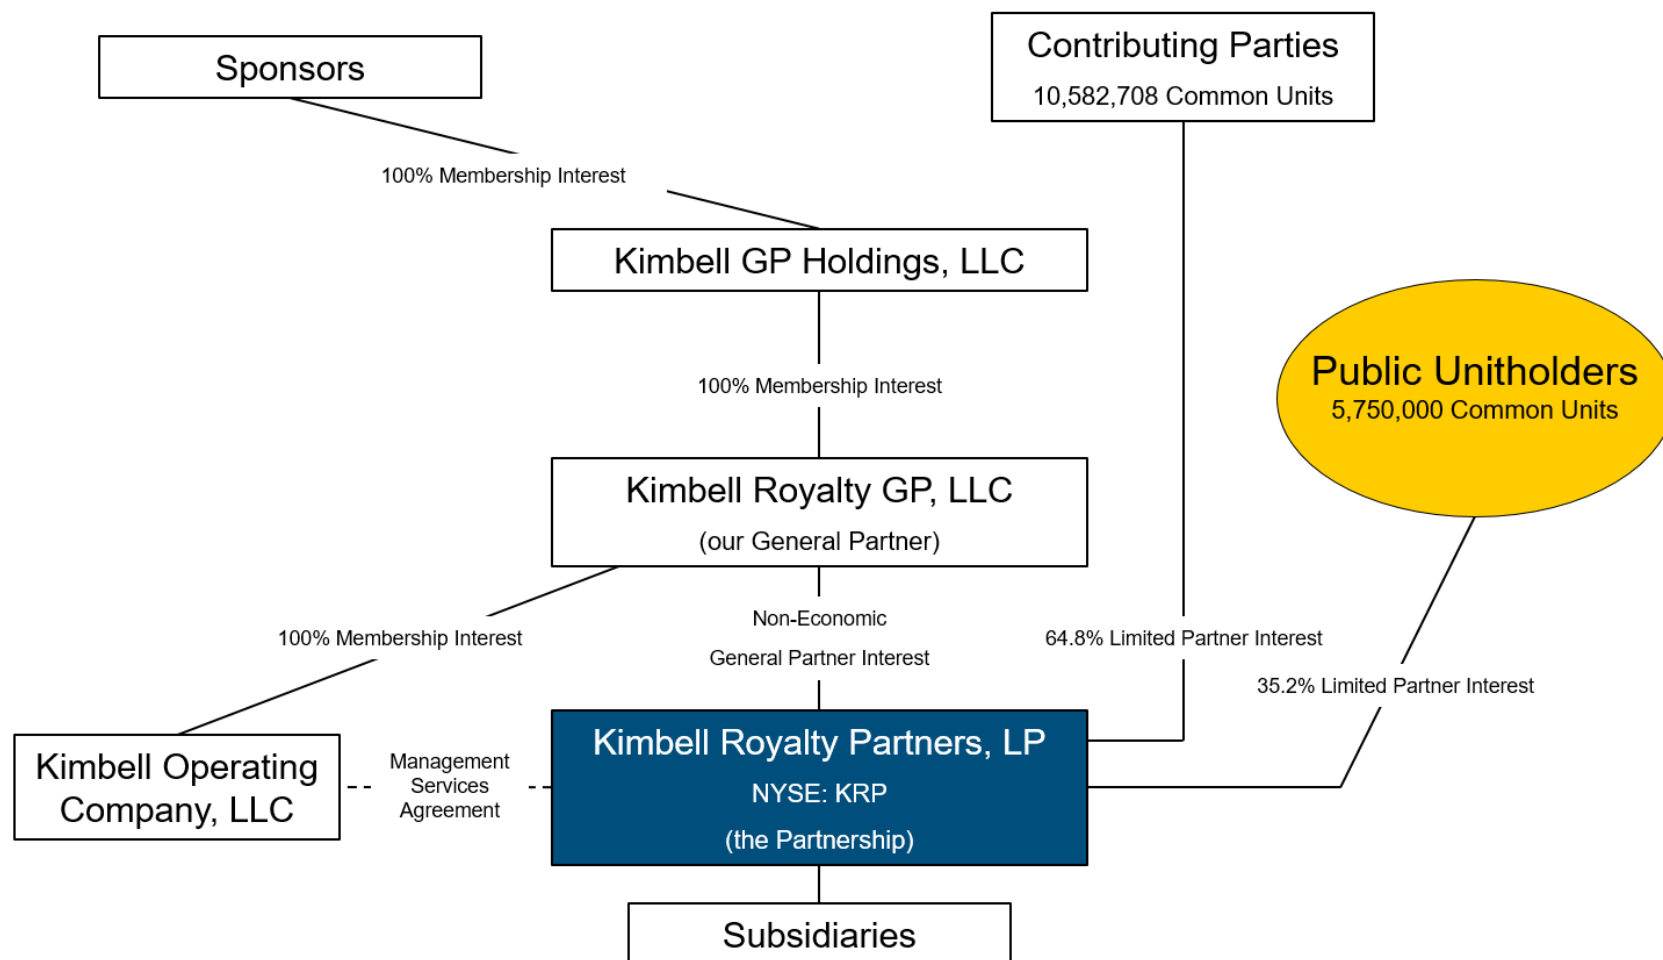 Sponsors
Contributing Parties
10,582,708 Common Units
100% Membership Interest
Kimbell GP Holdings, LLC
100% Membership Interest
Public Unitholders
5,750,000 Common Units
Kimbell Royalty GP, LLC
(our General Partner)
100% Membership Interest
Non-Economic
General Partner Interest
64.8% Limited Partner Interest
35.2% Limited Partner Interest
Kimbell Operating
Company, LLC
Management
Services
Agreement
Kimbell Royalty Partners, LP
NYSE: KRP
(the Partnership)
Subsidiaries